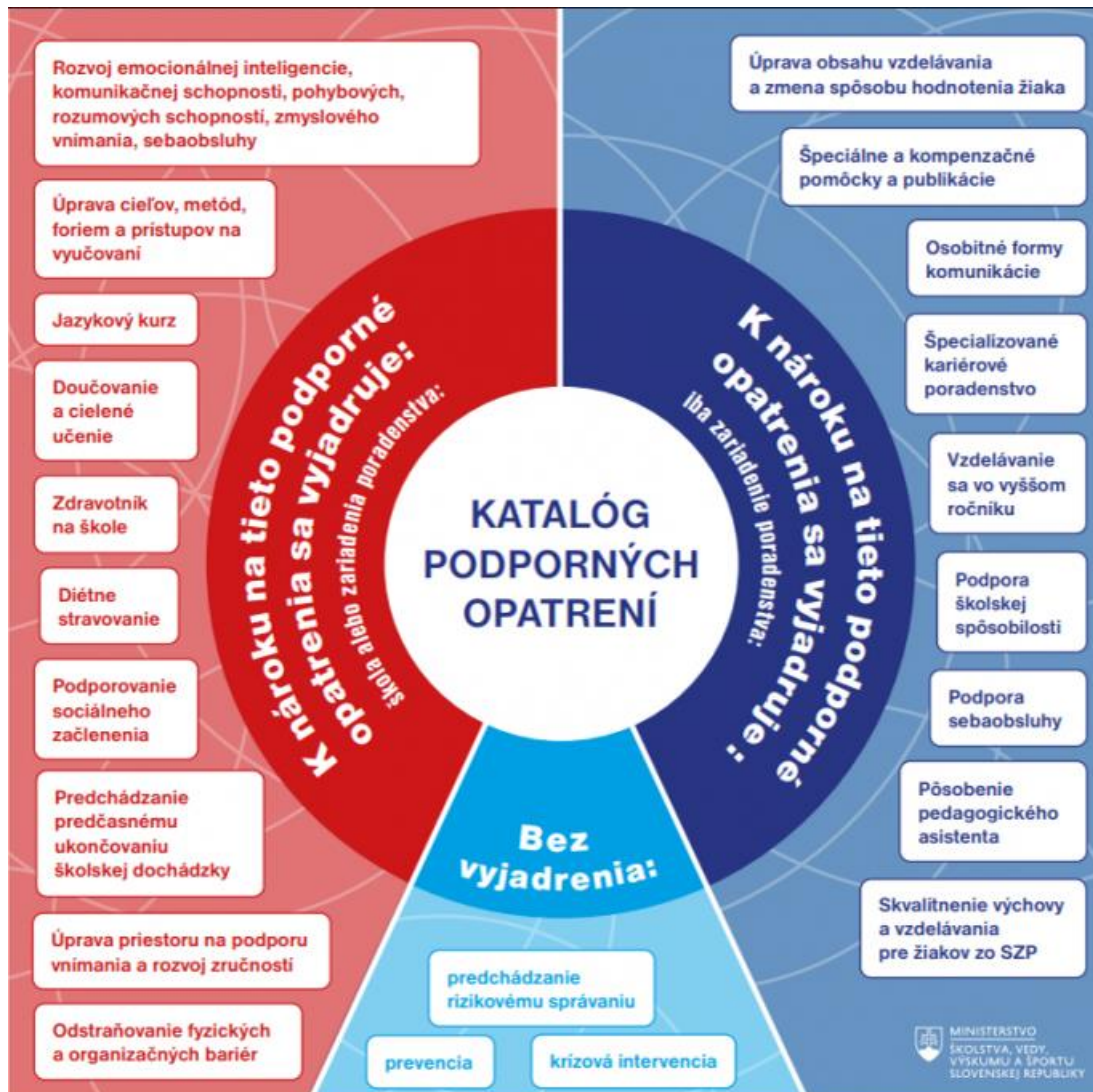 Rozvoj emocionálnej inteligencie,
komunikačnej schopnosti, pohybových,
rozumových schopností, zmyslového
vnímania, sebaobsluhy
Úprava cieľov, metód,
foriem a prístupov na
vyučovaní
Jazykový kurz
Doučovanie
a cielené
učenie
Zdravotník
na škole
Diétne
stravovanie
Podporovanie
sociálneho
začlenenia
Predchádzanie
predčasnému
ukončovaniu
školskej dochádzky
Úprava priestoru na podporu
vnímania a rozvoj zručností
Odstraňovanie fyzických
a organizačných bariér
K nároku na tieto podporné
opatrenia sa vyjadruje:
škola alebo zariadenia poradenstva:
KATALÓG
PODPORNÝCH
OPATRENÍ
K nároku na tieto podporné
opatrenia sa vyjadruje :
iba zariadenie poradenstva:
Úprava obsahu vzdelávania
a zmena spôsobu hodnotenia žiaka
Špeciálne a kompenzačné
pomôcky a publikácie
Osobitné formy
komunikácie
Špecializované
kariérové
poradenstvo
Vzdelávanie
sa vo vyššom
ročníku
Podpora
školskej
spôsobilosti
Podpora
sebaobsluhy
Pôsobenie
pedagogického
asistenta
Skvalitnenie výchovy
a vzdelávania
pre žiakov zo SZP
Bez
vyjadrenia:
predchádzanie
rizikovému správaniu
prevencia
krízová intervencia
MINISTERSTVO
ŠKOLSTVA, VEDY,
VÝSKUMU A ŠPORTU
SLOVENSKEJ REPUBLIKY